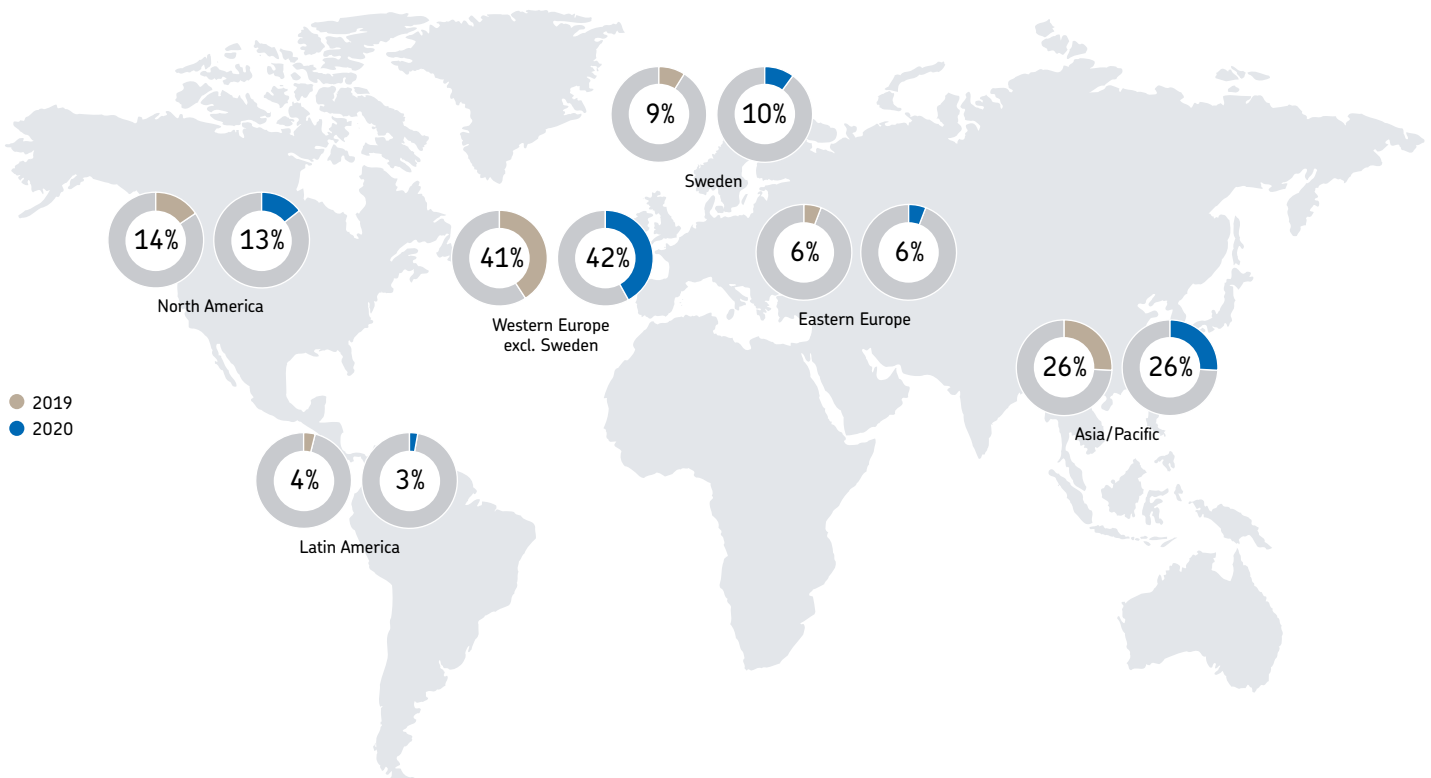 9%
10%
Sweden
14%
13%
North America
41%
42%
Western Europe
excl. Sweden
6%
6%
Eastern Europe
26%
26%
Asia/Pacific
2019
2020
4%
3%
Latin America